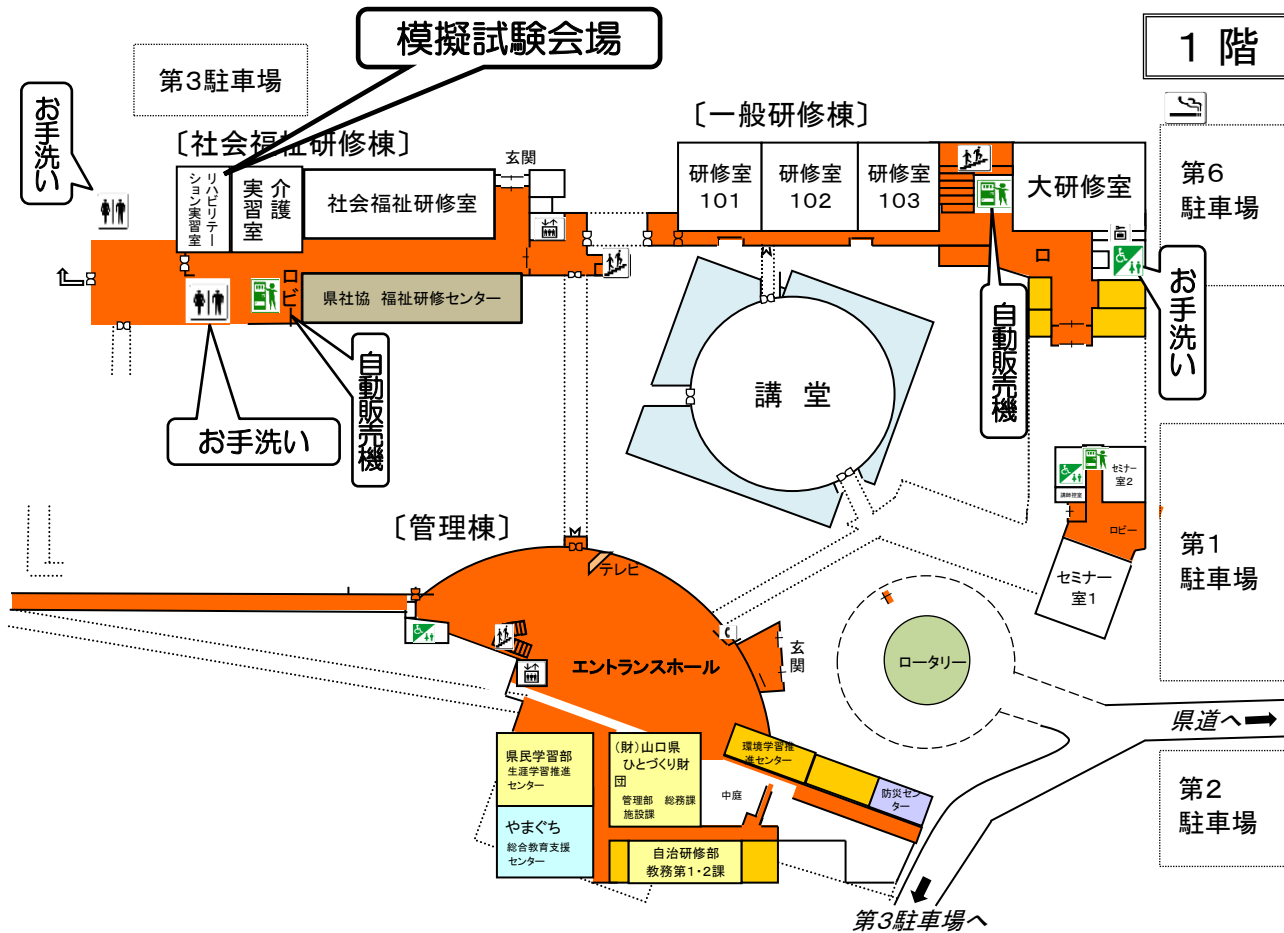 模擬試験会場
1 階
第3駐車場
お手洗い
〔社会福祉研修棟〕
〔一般研修棟〕
玄関
リハビリテー
ション実習室
介護
実習室
社会福祉研修室
研修室
101
研修室
102
研修室
103
大研修室
第6
駐車場
ロビー
県社協 福祉研修センター
ロ
お手洗い
自動販売機
お手洗い
自動販売機
講 堂
セミナー
室2
講師控室
ロビー
セミナー
室1
第1
駐車場
〔管理棟〕
テレビ
エントランスホール
玄関
ロータリー
県道へ
県民学習部
生涯学習推進
センター
(財)山口県
ひとづくり財
団
管理部 総務課
施設課
環境学習推
進センター
防災セン
ター
中庭
第2
駐車場
やまぐち
総合教育支援
センター
自治研修部
教務第1・2課
第3駐車場へ